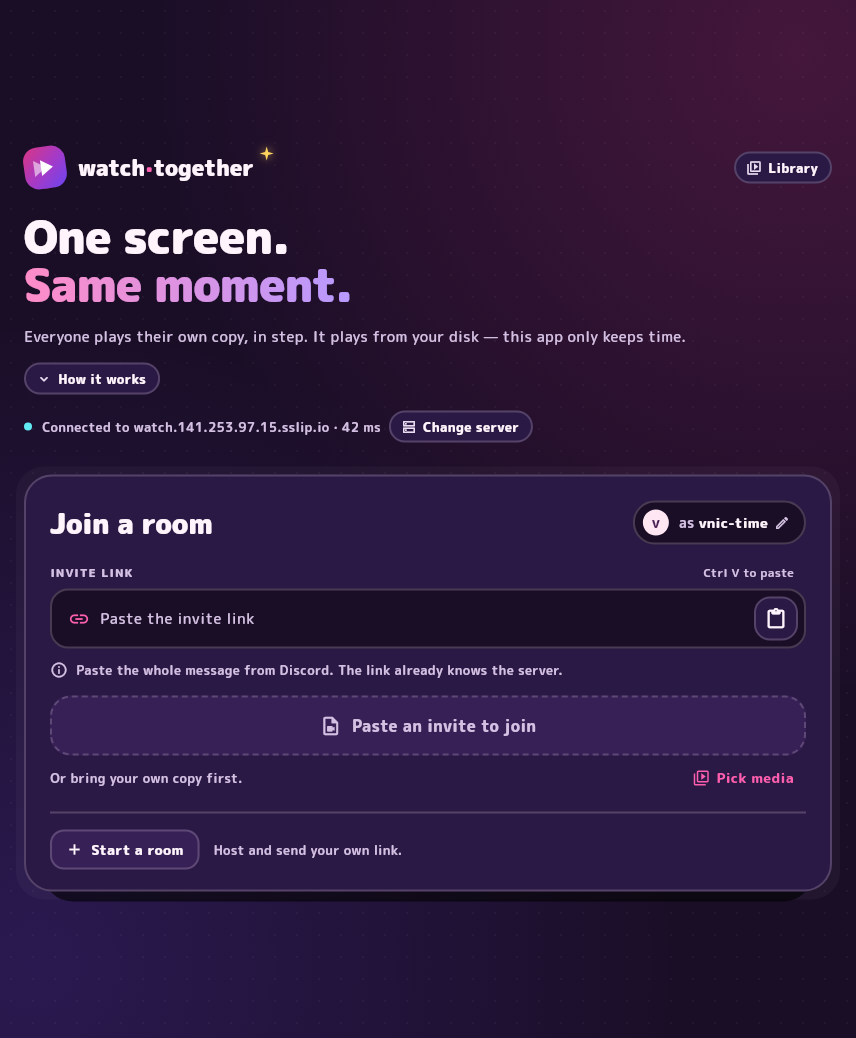 watch·together
Library
One screen.
Same moment.
Everyone plays their own copy, in step. It plays from your disk — this app only keeps time.
How it works
Connected to watch.141.253.97.15.sslip.io · 42 ms
Change server
Join a room
v as vnic-time
INVITE LINK
Ctrl V to paste
Paste the invite link
Paste the whole message from Discord. The link already knows the server.
Paste an invite to join
Or bring your own copy first.
Pick media
Start a room
Host and send your own link.